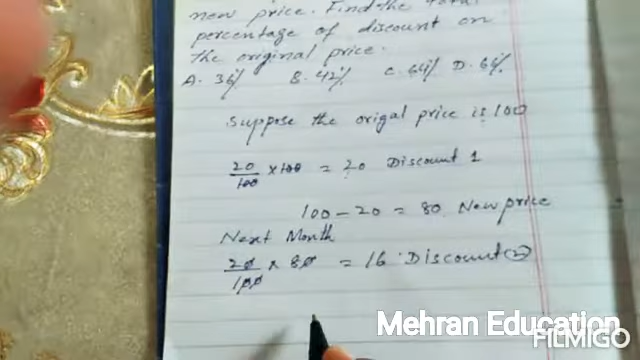 new price. Find the total
percentage of discount on
the original price.
A. 36% B. 42% C. 64% D. 66%
Suppose the origal price is 100
20/100 × 100 = 20 Discount 1
100 - 20 = 80 New price
Next Month
20/100 × 80 = 16 Discount (2)
Mehran Education
FILMIGO